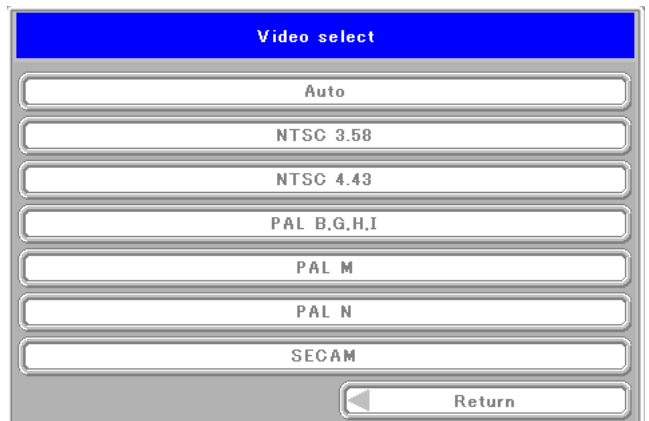 Video select
Auto
NTSC 3.58
NTSC 4.43
PAL B,G,H,I
PAL M
PAL N
SECAM
Return